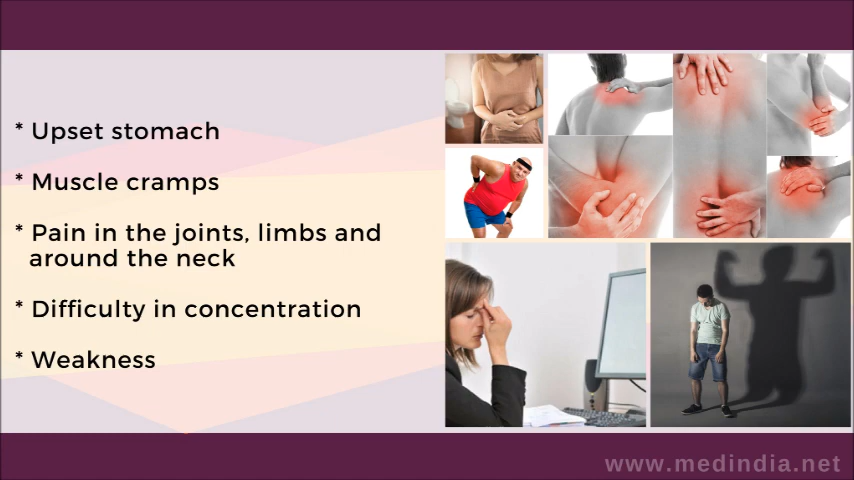 * Upset stomach
* Muscle cramps
* Pain in the joints, limbs and
around the neck
* Difficulty in concentration
* Weakness
www.medindia.net